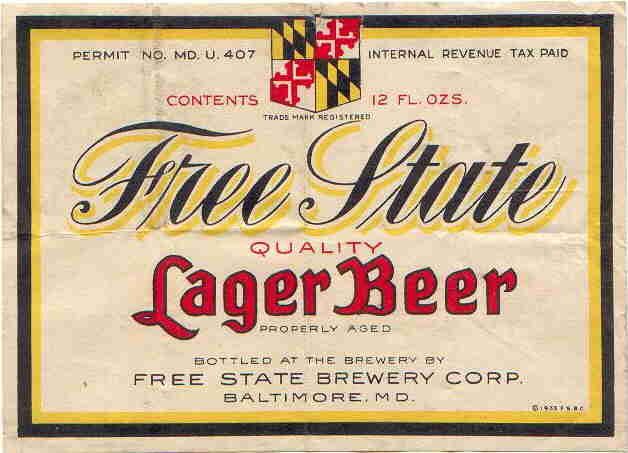 PERMIT NO. MD. U. 407 INTERNAL REVENUE TAX PAID
CONTENTS 12 FL. OZS.
TRADE MARK REGISTERED
Free State
QUALITY
Lager Beer
PROPERLY AGED
BOTTLED AT THE BREWERY BY
FREE STATE BREWERY CORP.
BALTIMORE, MD.
F.S.B.C.